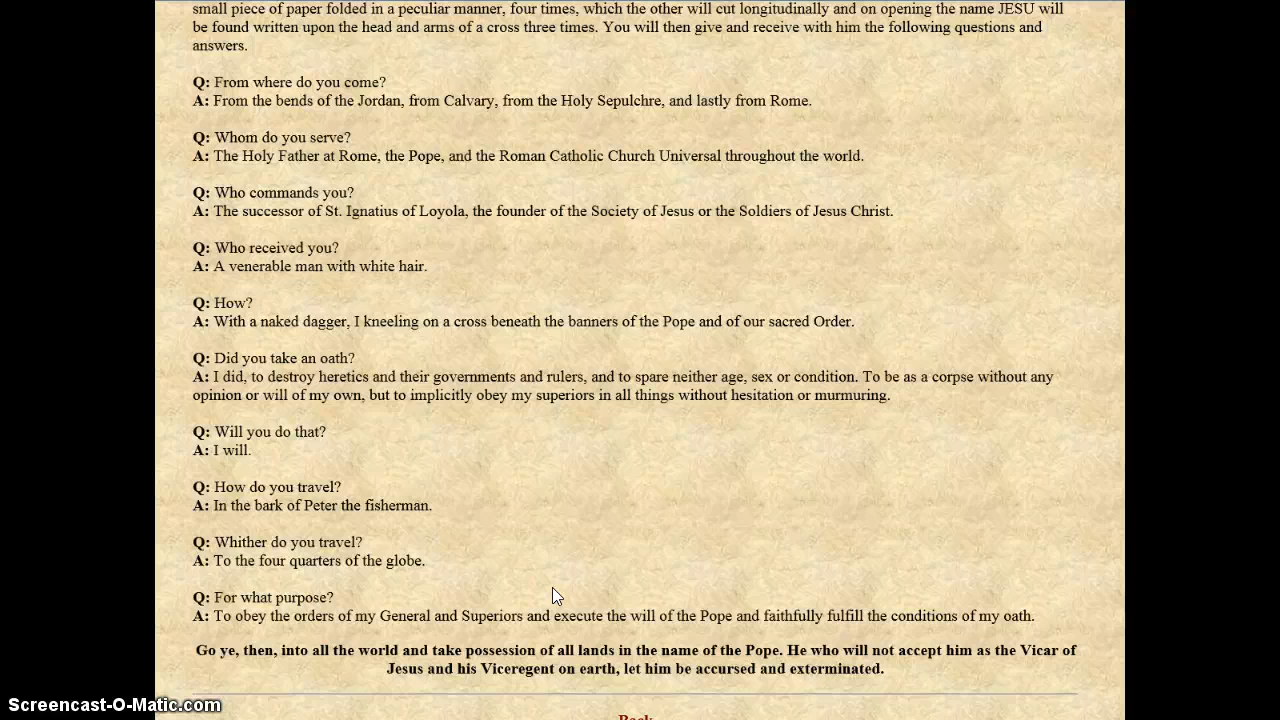 small piece of paper folded in a peculiar manner, four times, which the other will cut longitudinally and on opening the name JESU will
be found written upon the head and arms of a cross three times. You will then give and receive with him the following questions and
answers.
Q: From where do you come?
A: From the bends of the Jordan, from Calvary, from the Holy Sepulchre, and lastly from Rome.
Q: Whom do you serve?
A: The Holy Father at Rome, the Pope, and the Roman Catholic Church Universal throughout the world.
Q: Who commands you?
A: The successor of St. Ignatius of Loyola, the founder of the Society of Jesus or the Soldiers of Jesus Christ.
Q: Who received you?
A: A venerable man with white hair.
Q: How?
A: With a naked dagger, I kneeling on a cross beneath the banners of the Pope and of our sacred Order.
Q: Did you take an oath?
A: I did, to destroy heretics and their governments and rulers, and to spare neither age, sex or condition. To be as a corpse without any
opinion or will of my own, but to implicitly obey my superiors in all things without hesitation or murmuring.
Q: Will you do that?
A: I will.
Q: How do you travel?
A: In the bark of Peter the fisherman.
Q: Whither do you travel?
A: To the four quarters of the globe.
Q: For what purpose?
A: To obey the orders of my General and Superiors and execute the will of the Pope and faithfully fulfill the conditions of my oath.
Go ye, then, into all the world and take possession of all lands in the name of the Pope. He who will not accept him as the Vicar of
Jesus and his Viceregent on earth, let him be accursed and exterminated.
Screencast-O-Matic.com
Back